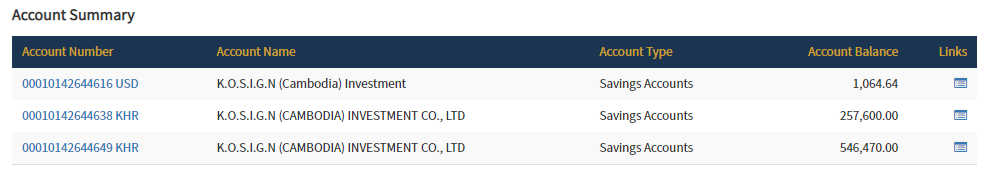 Account Summary
Account Number Account Name Account Type Account Balance Links
00010142644616 USD K.O.S.I.G.N (Cambodia) Investment Savings Accounts 1,064.64
00010142644638 KHR K.O.S.I.G.N (CAMBODIA) INVESTMENT CO., LTD Savings Accounts 257,600.00
00010142644649 KHR K.O.S.I.G.N (CAMBODIA) INVESTMENT CO., LTD Savings Accounts 546,470.00